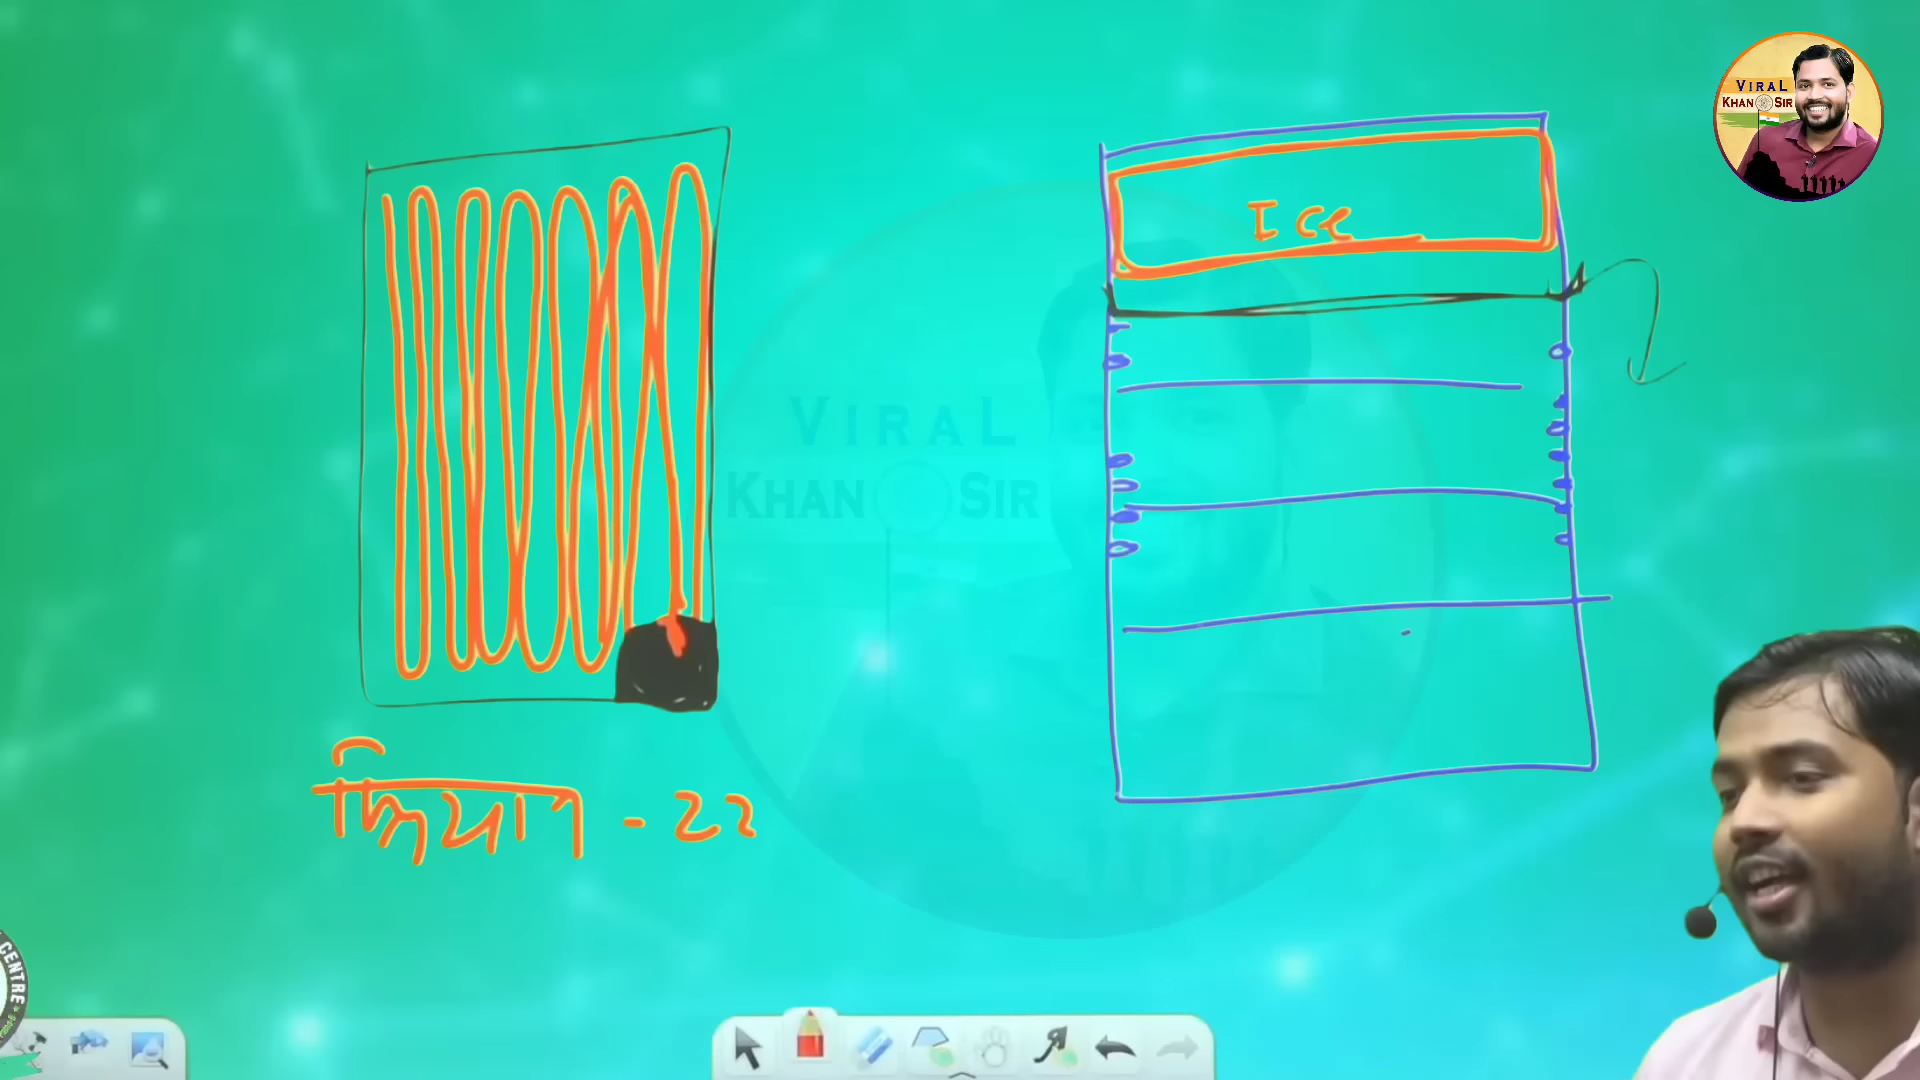 VIRAL
KHAN SIR
ICe
VIRAL
KHAN SIR
फ्रियान - 22
CENTRE